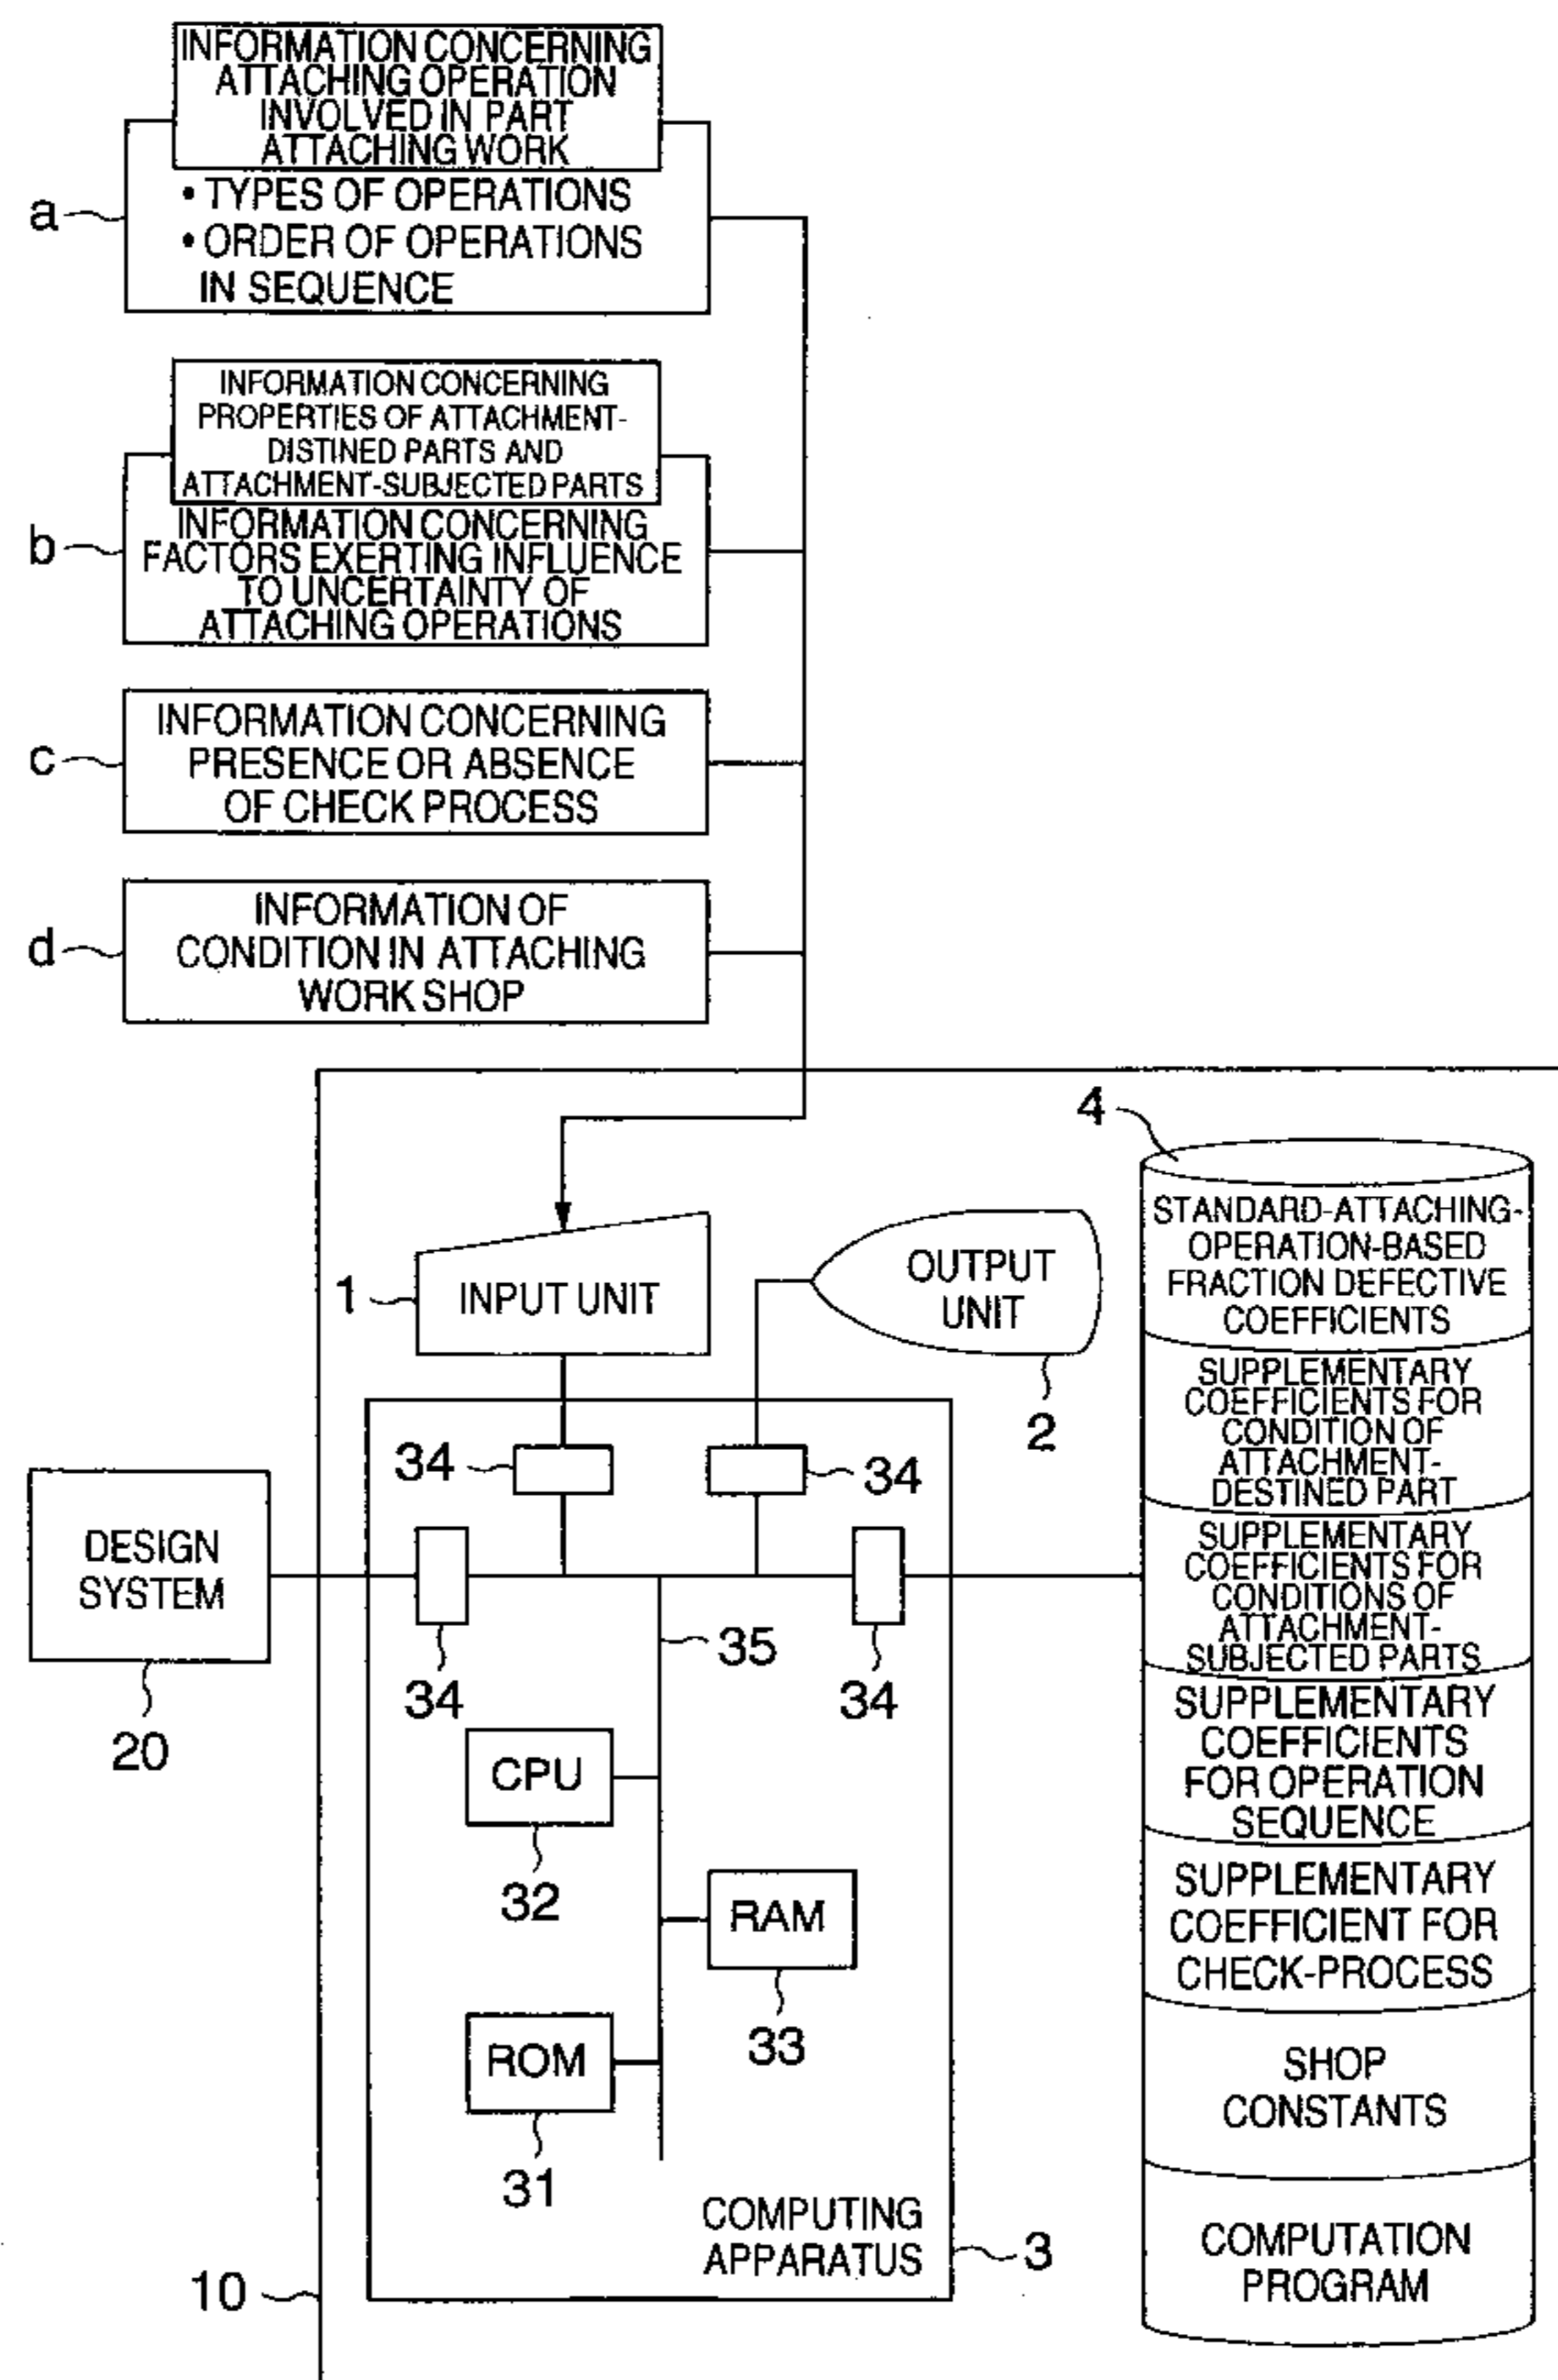 INFORMATION CONCERNING
ATTACHING OPERATION
INVOLVED IN PART
ATTACHING WORK
• TYPES OF OPERATIONS
• ORDER OF OPERATIONS
IN SEQUENCE
a
INFORMATION CONCERNING
PROPERTIES OF ATTACHMENT-
DISTINED PARTS AND
ATTACHMENT-SUBJECTED PARTS
INFORMATION CONCERNING
FACTORS EXERTING INFLUENCE
TO UNCERTAINTY OF
ATTACHING OPERATIONS
b
INFORMATION CONCERNING
PRESENCE OR ABSENCE
OF CHECK PROCESS
c
INFORMATION OF
CONDITION IN ATTACHING
WORK SHOP
d
4
STANDARD-ATTACHING-
OPERATION-BASED
FRACTION DEFECTIVE
COEFFICIENTS
SUPPLEMENTARY
COEFFICIENTS FOR
CONDITION OF
ATTACHMENT-
DESTINED PART
SUPPLEMENTARY
COEFFICIENTS FOR
CONDITIONS OF
ATTACHMENT-
SUBJECTED PARTS
SUPPLEMENTARY
COEFFICIENTS
FOR OPERATION
SEQUENCE
SUPPLEMENTARY
COEFFICIENT FOR
CHECK-PROCESS
SHOP
CONSTANTS
COMPUTATION
PROGRAM
1
INPUT UNIT
OUTPUT
UNIT
2
34
34
DESIGN
SYSTEM
20
34
35
34
CPU
32
RAM
33
ROM
31
COMPUTING
APPARATUS
3
10